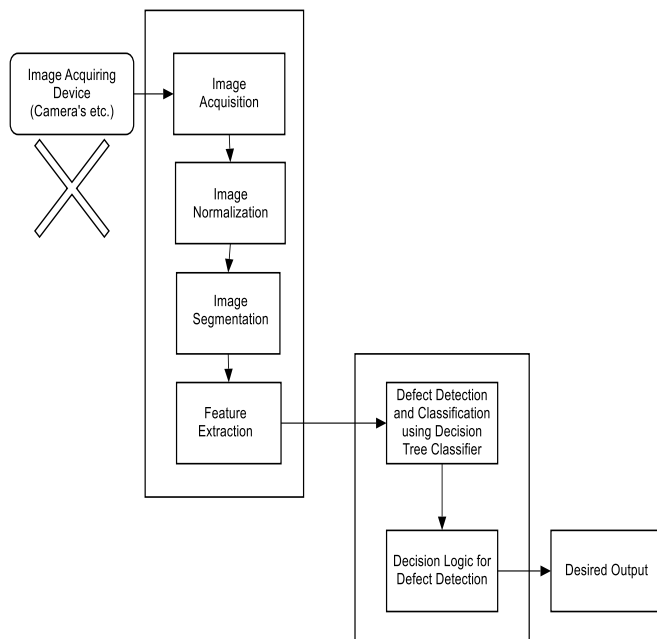 Image Acquiring
Device
(Camera's etc.)
Image
Acquisition
Image
Normalization
Image
Segmentation
Feature
Extraction
Defect Detection
and Classification
using Decision
Tree Classifier
Decision Logic for
Defect Detection
Desired Output